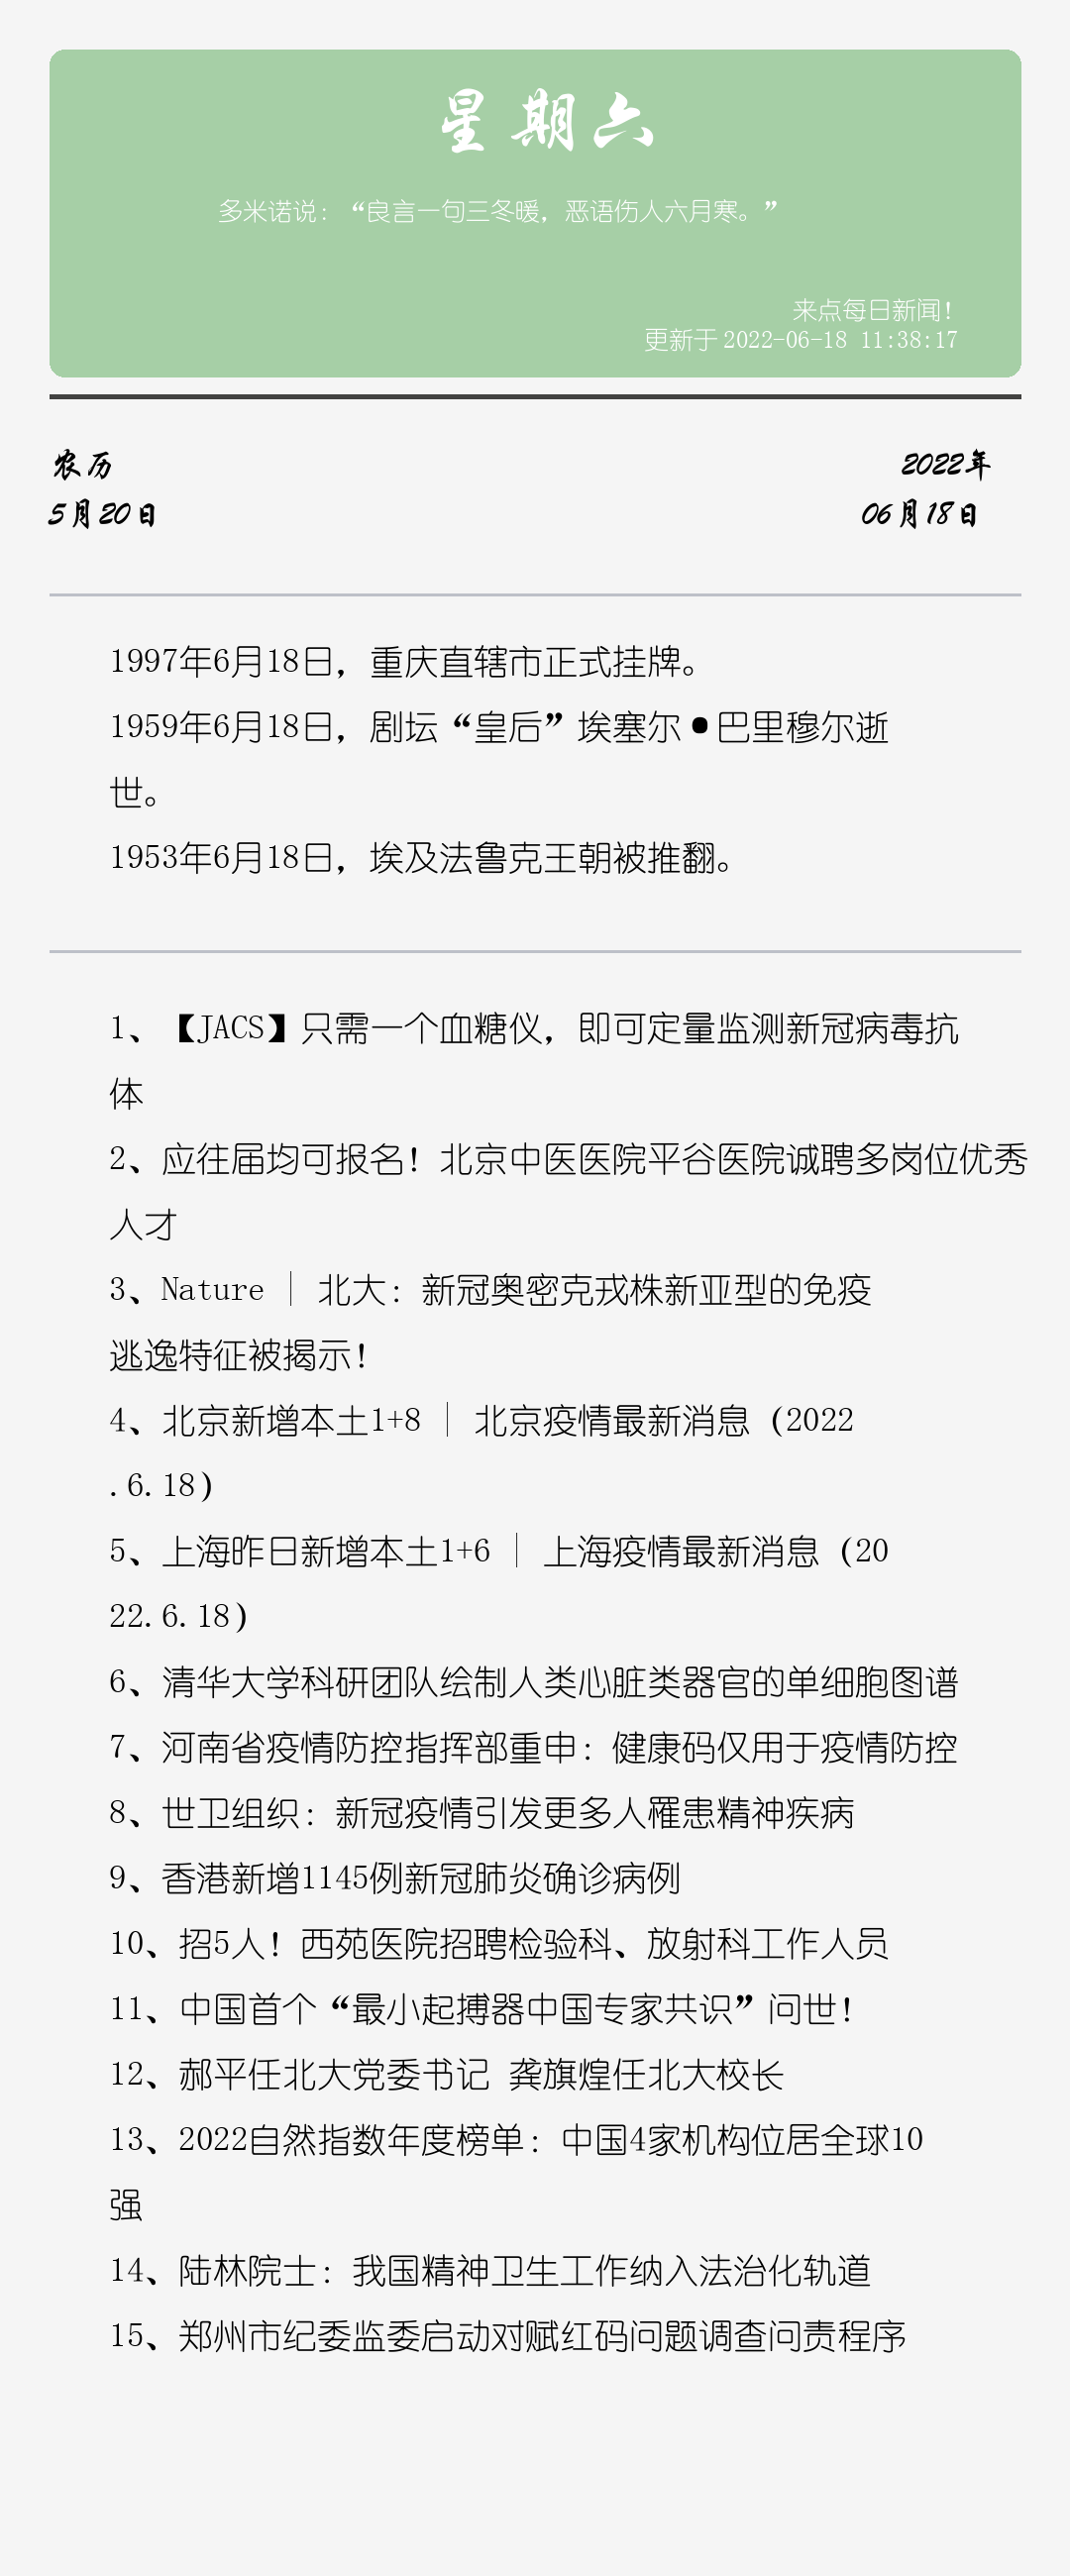 星期六
多米诺说：“良言一句三冬暖，恶语伤人六月寒。”
来点每日新闻！
更新于 2022-06-18 11:38:17
农历
2022年
5月20日
06月18日
1997年6月18日，重庆直辖市正式挂牌。
1959年6月18日，剧坛“皇后”埃塞尔•巴里穆尔逝
世。
1953年6月18日，埃及法鲁克王朝被推翻。
1、【JACS】只需一个血糖仪，即可定量监测新冠病毒抗
体
2、应往届均可报名！北京中医医院平谷医院诚聘多岗位优秀
人才
3、Nature | 北大：新冠奥密克戎株新亚型的免疫
逃逸特征被揭示！
4、北京新增本土1+8 | 北京疫情最新消息（2022
.6.18）
5、上海昨日新增本土1+6 | 上海疫情最新消息（20
22.6.18）
6、清华大学科研团队绘制人类心脏类器官的单细胞图谱
7、河南省疫情防控指挥部重申：健康码仅用于疫情防控
8、世卫组织：新冠疫情引发更多人罹患精神疾病
9、香港新增1145例新冠肺炎确诊病例
10、招5人！西苑医院招聘检验科、放射科工作人员
11、中国首个“最小起搏器中国专家共识”问世！
12、郝平任北大党委书记 龚旗煌任北大校长
13、2022自然指数年度榜单：中国4家机构位居全球10
强
14、陆林院士：我国精神卫生工作纳入法治化轨道
15、郑州市纪委监委启动对赋红码问题调查问责程序